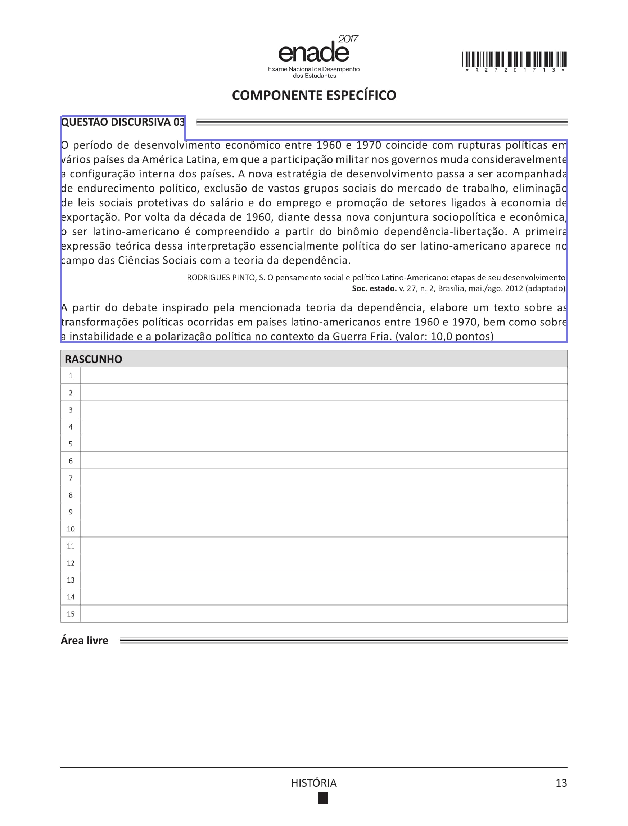 2017
enade
Exame Nacional de Desempenho
dos Estudantes
*R2720171 3*
COMPONENTE ESPECÍFICO
QUESTÃO DISCURSIVA 03
O período de desenvolvimento econômico entre 1960 e 1970 coincide com rupturas políticas em
vários países da América Latina, em que a participação militar nos governos muda consideravelmente
a configuração interna dos países. A nova estratégia de desenvolvimento passa a ser acompanhada
de endurecimento político, exclusão de vastos grupos sociais do mercado de trabalho, eliminação
de leis sociais protetivas do salário e do emprego e promoção de setores ligados à economia de
exportação. Por volta da década de 1960, diante dessa nova conjuntura sociopolítica e econômica,
o ser latino-americano é compreendido a partir do binômio dependência-libertação. A primeira
expressão teórica dessa interpretação essencialmente política do ser latino-americano aparece no
campo das Ciências Sociais com a teoria da dependência.
RODRIGUES PINTO, S. O pensamento social e político Latino-Americano: etapas de seu desenvolvimento.
Soc. estado. v. 27, n. 2, Brasília, mai./ago. 2012 (adaptado).
A partir do debate inspirado pela mencionada teoria da dependência, elabore um texto sobre as
transformações políticas ocorridas em países latino-americanos entre 1960 e 1970, bem como sobre
a instabilidade e a polarização política no contexto da Guerra Fria. (valor: 10,0 pontos)
RASCUNHO
1
2
3
4
5
6
7
8
9
10
11
12
13
14
15
Área livre
HISTÓRIA
13